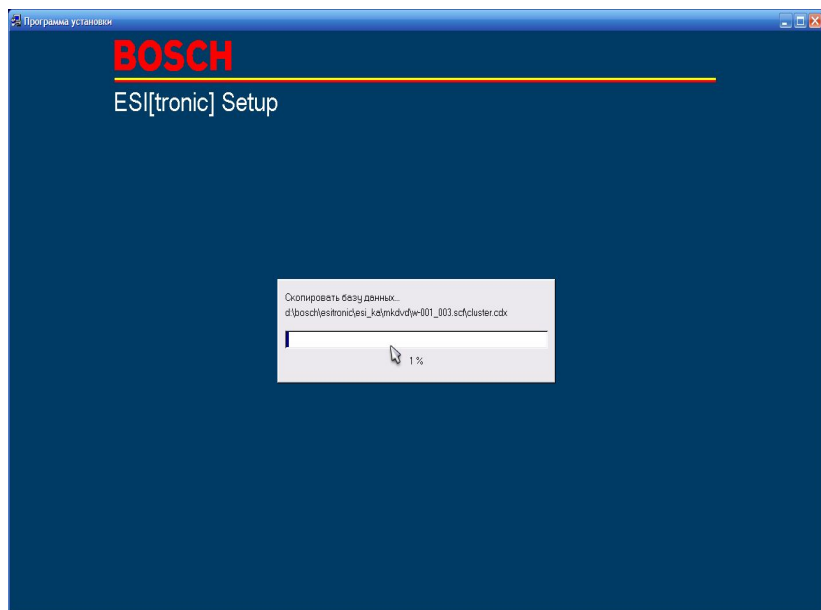 Программа установки
BOSCH
ESI[tronic] Setup
Скопировать базу данных...
d:\bosch\esitronic\esi_ka\mkdvd\w-001_003.scf\cluster.cdx
1 %